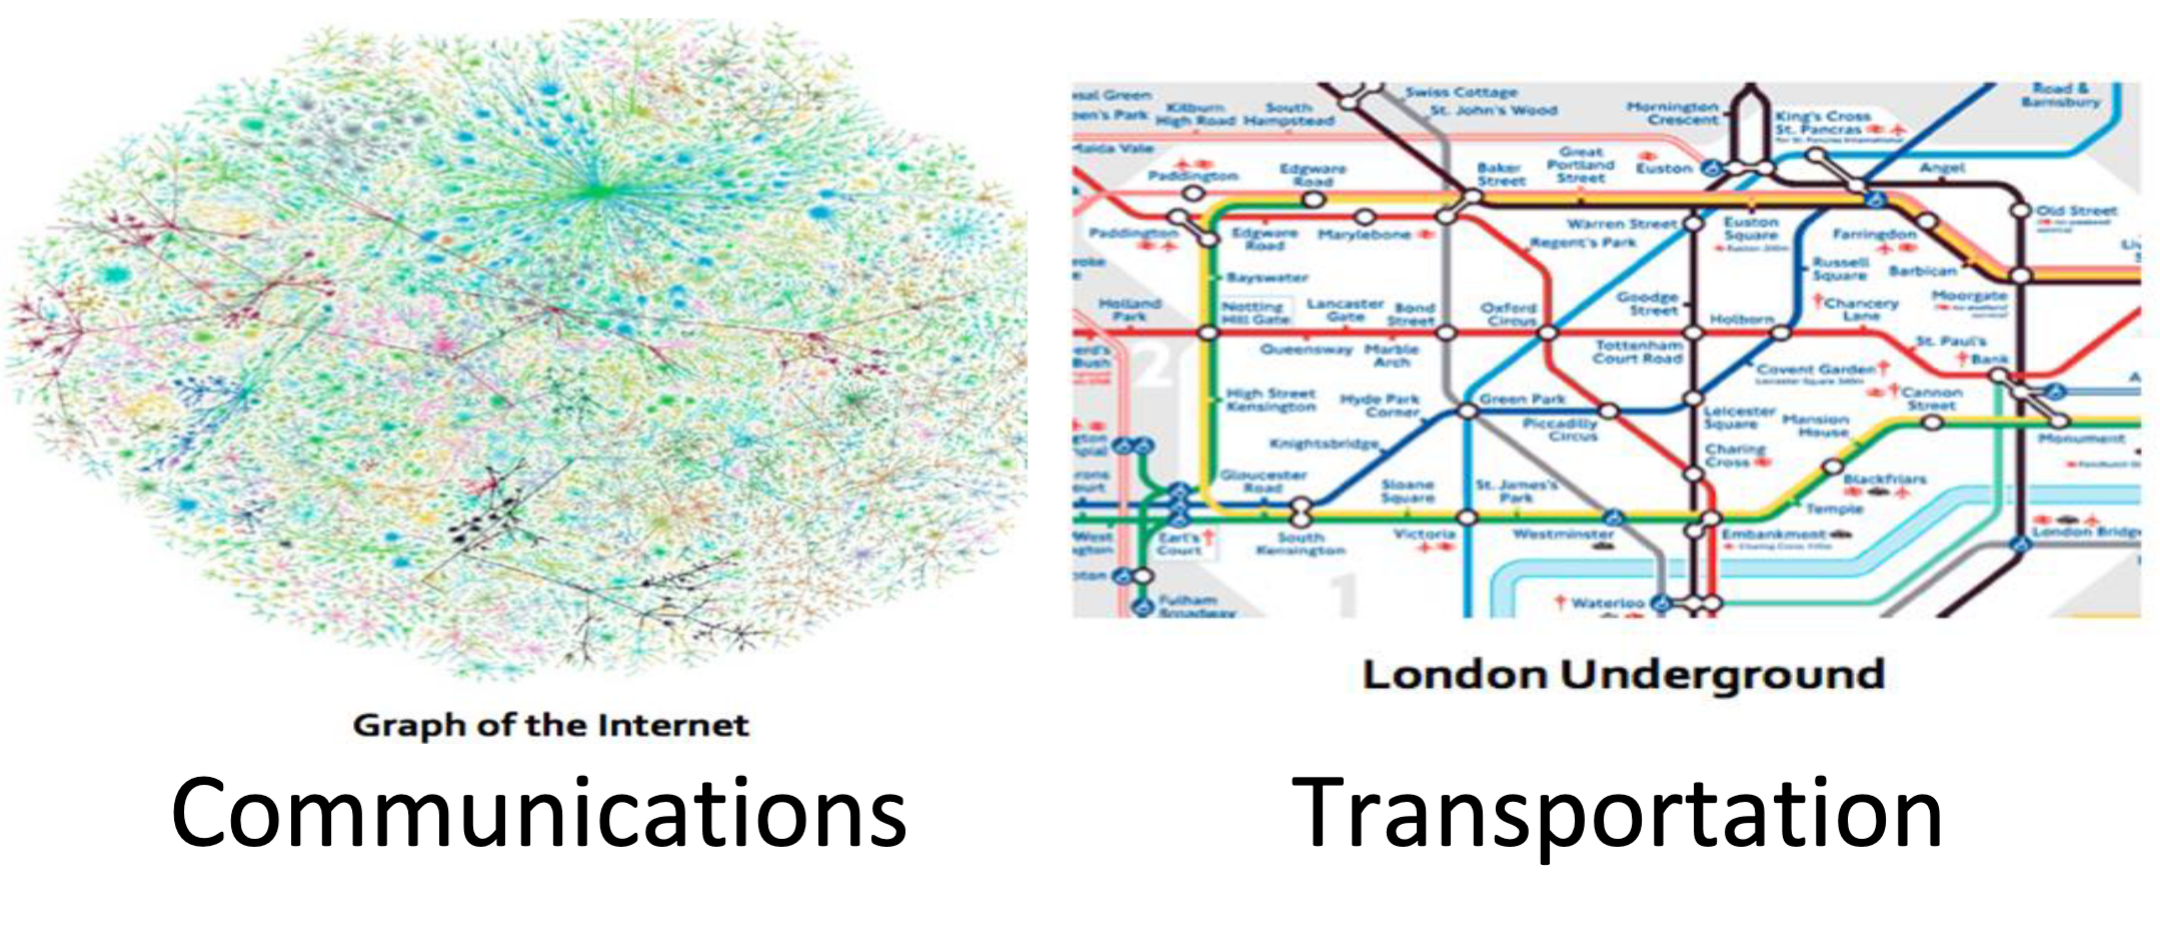 Swiss Cottage
St. John's Wood
Kilburn
High Road
South
Hampstead
Mornington
Crescent
King's Cross
St. Pancras
Road &
Barnsbury
Maida Vale
Paddington
Edgware
Road
Baker
Street
Great
Portland
Street
Euston
Angel
Paddington
Edgware
Road
Marylebone
Warren Street
Regent's Park
Euston
Square
Farringdon
Old Street
Bayswater
Russell
Square
Barbican
Holland
Park
Notting
Hill Gate
Lancaster
Gate
Bond
Street
Oxford
Circus
Goodge
Street
Holborn
Chancery
Lane
Moorgate
Queensway
Marble
Arch
Tottenham
Court Road
St. Paul's
Bank
2
Covent Garden
High Street
Kensington
Hyde Park
Corner
Green Park
Piccadilly
Circus
Leicester
Square
Mansion
House
Cannon
Street
Monument
Knightsbridge
Charing
Cross
Gloucester
Road
Sloane
Square
St. James's
Park
Blackfriars
Temple
Earl's
Court
South
Kensington
Victoria
Westminster
Embankment
London Bridge
1
Waterloo
Fulham
Broadway
Graph of the Internet
London Underground
Communications
Transportation